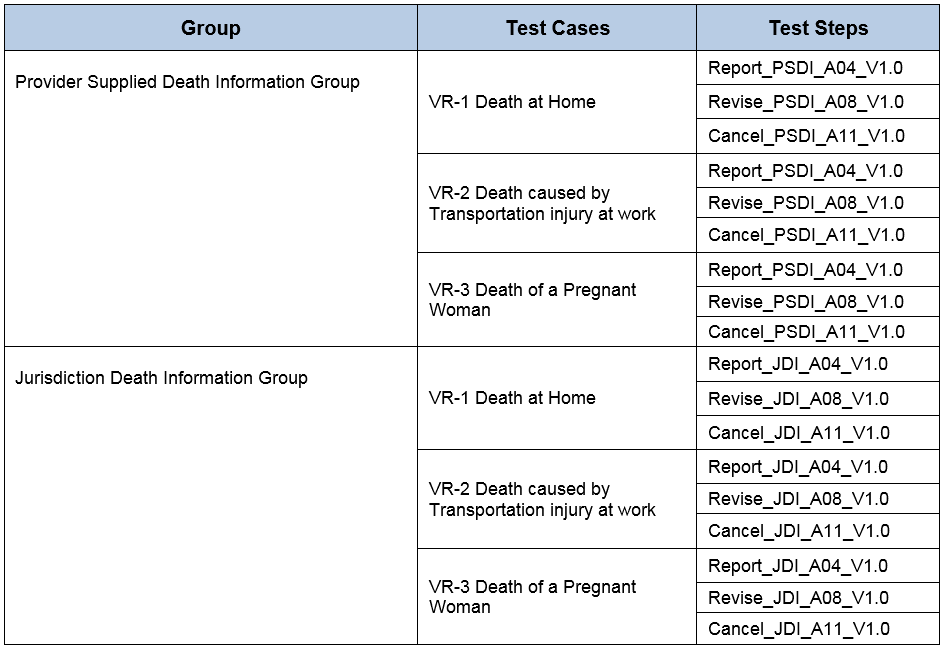 Group Test Cases Test Steps
Provider Supplied Death Information Group
VR-1 Death at Home
Report_PSDI_A04_V1.0
Revise_PSDI_A08_V1.0
Cancel_PSDI_A11_V1.0
VR-2 Death caused by
Transportation injury at work
Report_PSDI_A04_V1.0
Revise_PSDI_A08_V1.0
Cancel_PSDI_A11_V1.0
VR-3 Death of a Pregnant
Woman
Report_PSDI_A04_V1.0
Revise_PSDI_A08_V1.0
Cancel_PSDI_A11_V1.0
Jurisdiction Death Information Group
VR-1 Death at Home
Report_JDI_A04_V1.0
Revise_JDI_A08_V1.0
Cancel_JDI_A11_V1.0
VR-2 Death caused by
Transportation injury at work
Report_JDI_A04_V1.0
Revise_JDI_A08_V1.0
Cancel_JDI_A11_V1.0
VR-3 Death of a Pregnant
Woman
Report_JDI_A04_V1.0
Revise_JDI_A08_V1.0
Cancel_JDI_A11_V1.0